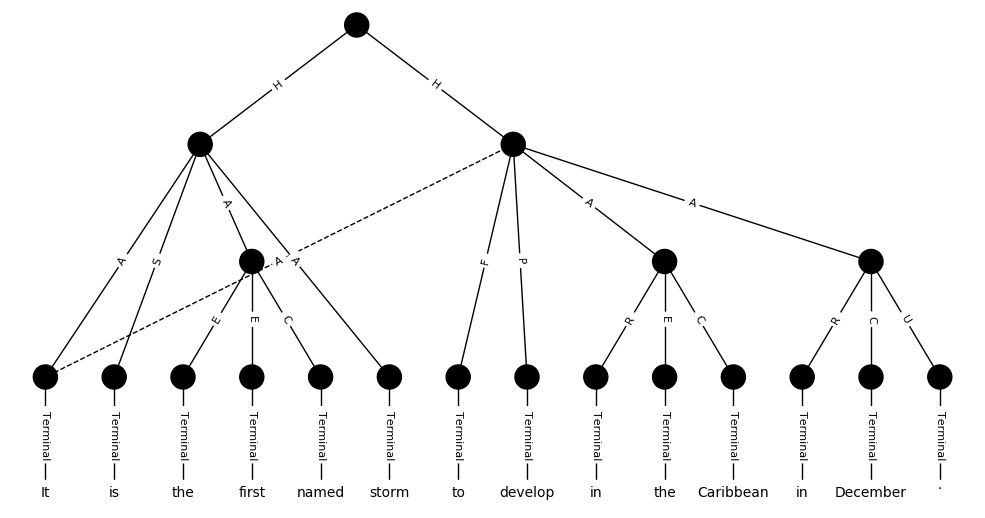 H H
A S A A A F P A A
E E C R E C R C U
Terminal Terminal Terminal Terminal Terminal Terminal Terminal Terminal Terminal Terminal Terminal Terminal Terminal Terminal
It is the first named storm to develop in the Caribbean in December .